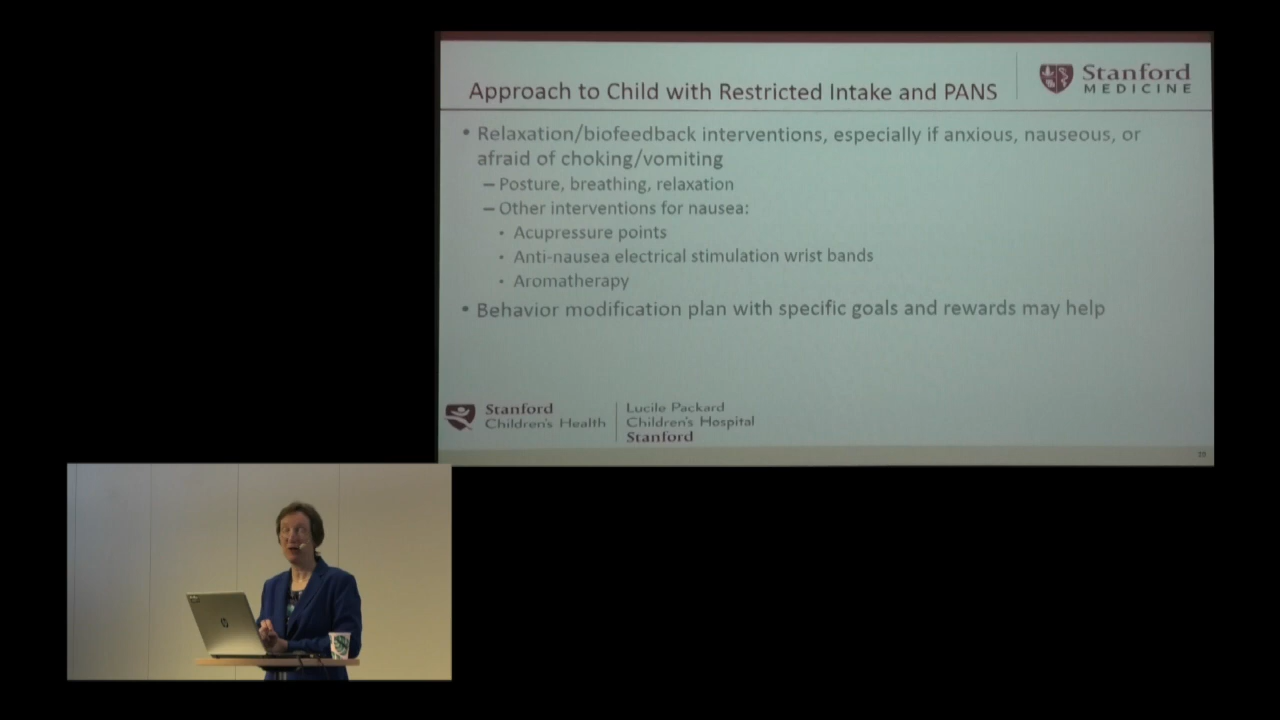 Approach to Child with Restricted Intake and PANS
Stanford
MEDICINE
• Relaxation/biofeedback interventions, especially if anxious, nauseous, or
afraid of choking/vomiting
– Posture, breathing, relaxation
– Other interventions for nausea:
• Acupressure points
• Anti-nausea electrical stimulation wrist bands
• Aromatherapy
• Behavior modification plan with specific goals and rewards may help
Stanford
Children's Health
Lucile Packard
Children's Hospital
Stanford
hp